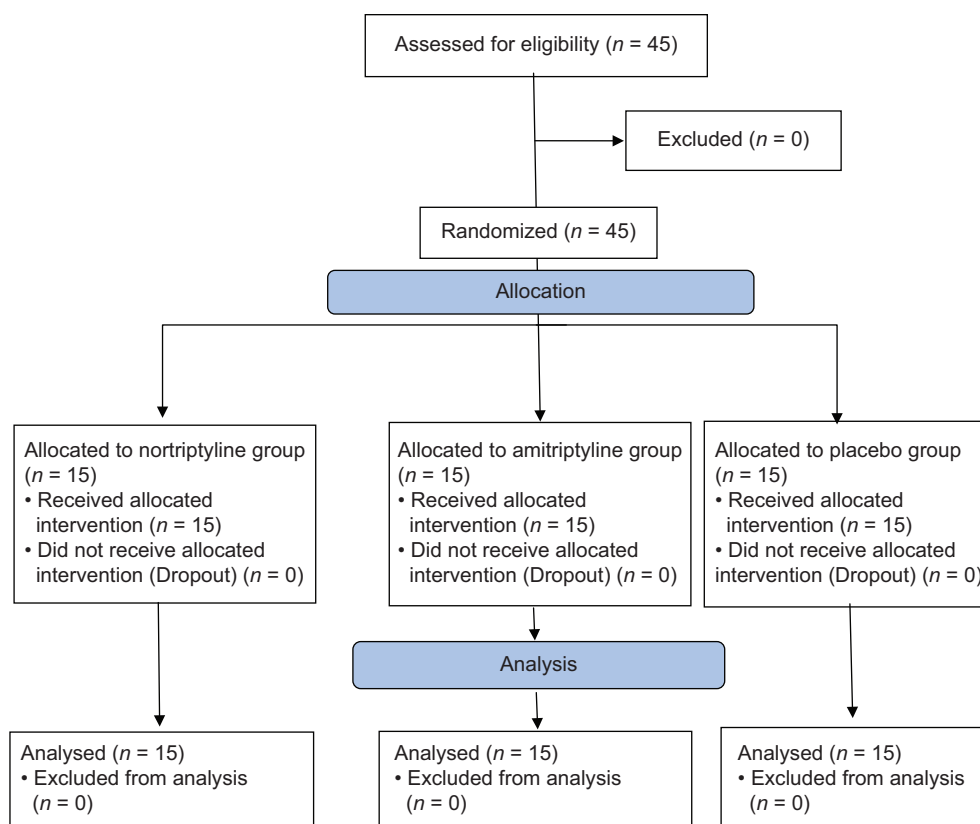 Assessed for eligibility (n = 45)
Excluded (n = 0)
Randomized (n = 45)
Allocation
Allocated to nortriptyline group
(n = 15)
• Received allocated
intervention (n = 15)
• Did not receive allocated
intervention (Dropout) (n = 0)
Allocated to amitriptyline group
(n = 15)
• Received allocated
intervention (n = 15)
• Did not receive allocated
intervention (Dropout) (n = 0)
Allocated to placebo group
(n = 15)
• Received allocated
intervention (n = 15)
• Did not receive allocated
intervention (Dropout) (n = 0)
Analysis
Analysed (n = 15)
• Excluded from analysis
(n = 0)
Analysed (n = 15)
• Excluded from analysis
(n = 0)
Analysed (n = 15)
• Excluded from analysis
(n = 0)